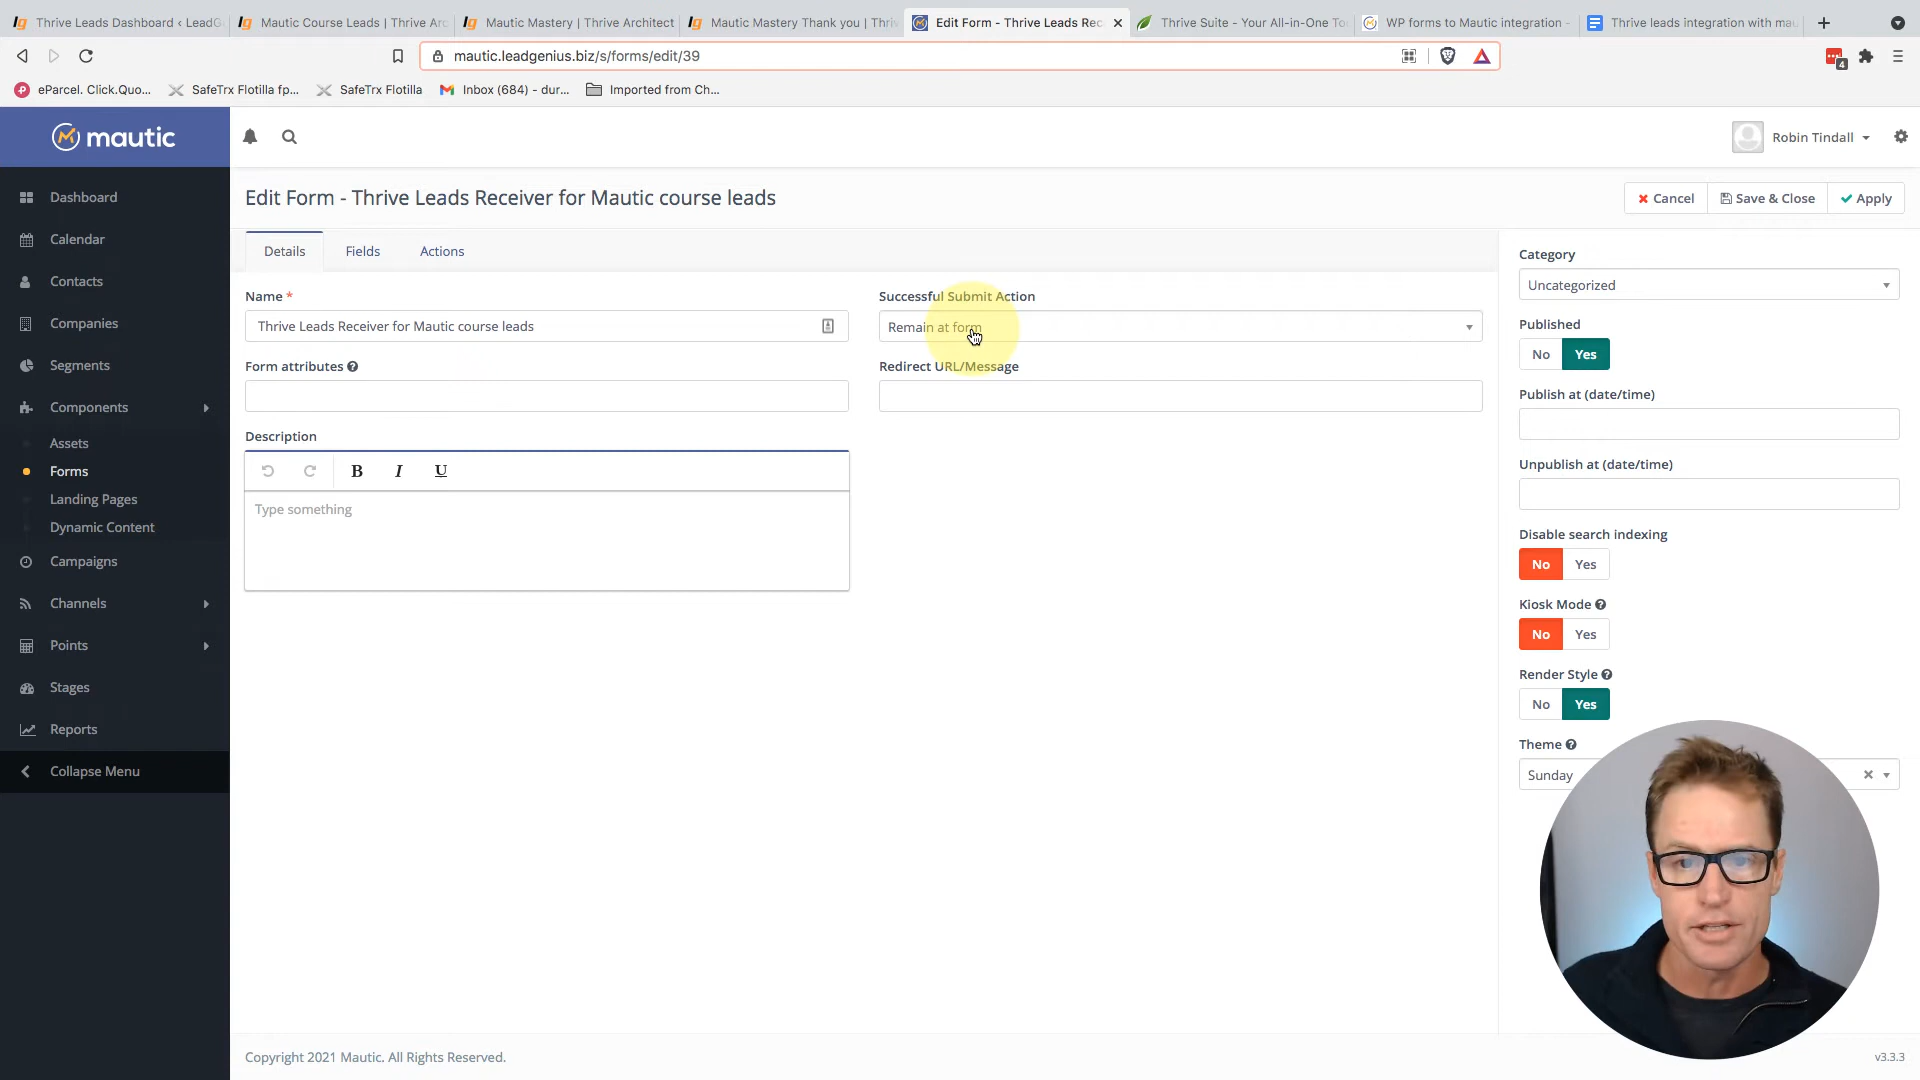 Thrive Leads Dashboard ‹ LeadG
Mautic Course Leads | Thrive Arc
Mautic Mastery | Thrive Architect
Mautic Mastery Thank you | Thriv
Edit Form - Thrive Leads Rec
Thrive Suite - Your All-in-One To
WP forms to Mautic integration -
Thrive leads integration with mau
mautic.leadgenius.biz/s/forms/edit/39
4
eParcel. Click.Quo...
SafeTrx Flotilla fp...
SafeTrx Flotilla
Inbox (684) - dur...
Imported from Ch...
mautic
Robin Tindall
Dashboard
Calendar
Contacts
Companies
Segments
Components
Assets
Forms
Landing Pages
Dynamic Content
Campaigns
Channels
Points
Stages
Reports
Collapse Menu
Edit Form - Thrive Leads Receiver for Mautic course leads
Cancel
Save & Close
Apply
Details
Fields
Actions
Name *
Thrive Leads Receiver for Mautic course leads
Form attributes
Description
B I U
Type something
Successful Submit Action
Remain at form
Redirect URL/Message
Category
Uncategorized
Published
No Yes
Publish at (date/time)
Unpublish at (date/time)
Disable search indexing
No Yes
Kiosk Mode
No Yes
Render Style
No Yes
Theme
Sunday
Copyright 2021 Mautic. All Rights Reserved.
v3.3.3